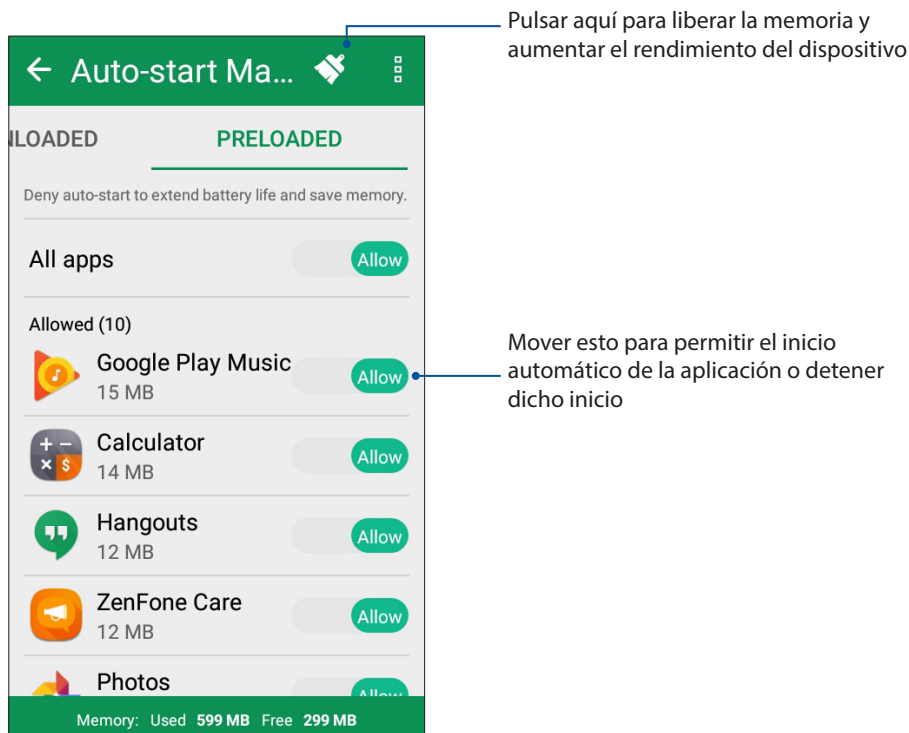 Pulsar aquí para liberar la memoria y
aumentar el rendimiento del dispositivo
Auto-start Ma...
NLOADED PRELOADED
Deny auto-start to extend battery life and save memory.
All apps Allow
Allowed (10)
Google Play Music
15 MB
Allow
Mover esto para permitir el inicio
automático de la aplicación o detener
dicho inicio
Calculator
14 MB
Allow
Hangouts
12 MB
Allow
ZenFone Care
12 MB
Allow
Photos
Allow
Memory: Used 599 MB Free 299 MB